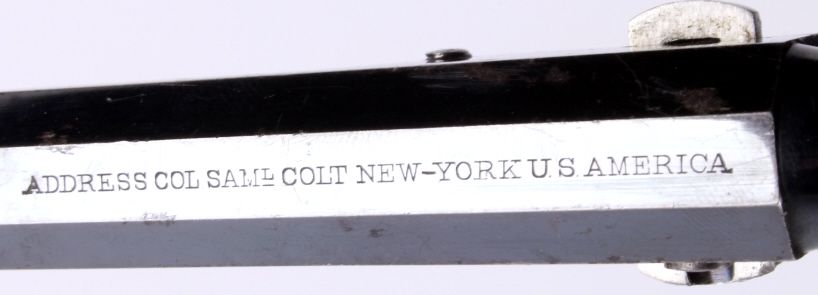 ADDRESS COL SAMᴸ COLT NEW-YORK U.S. AMERICA